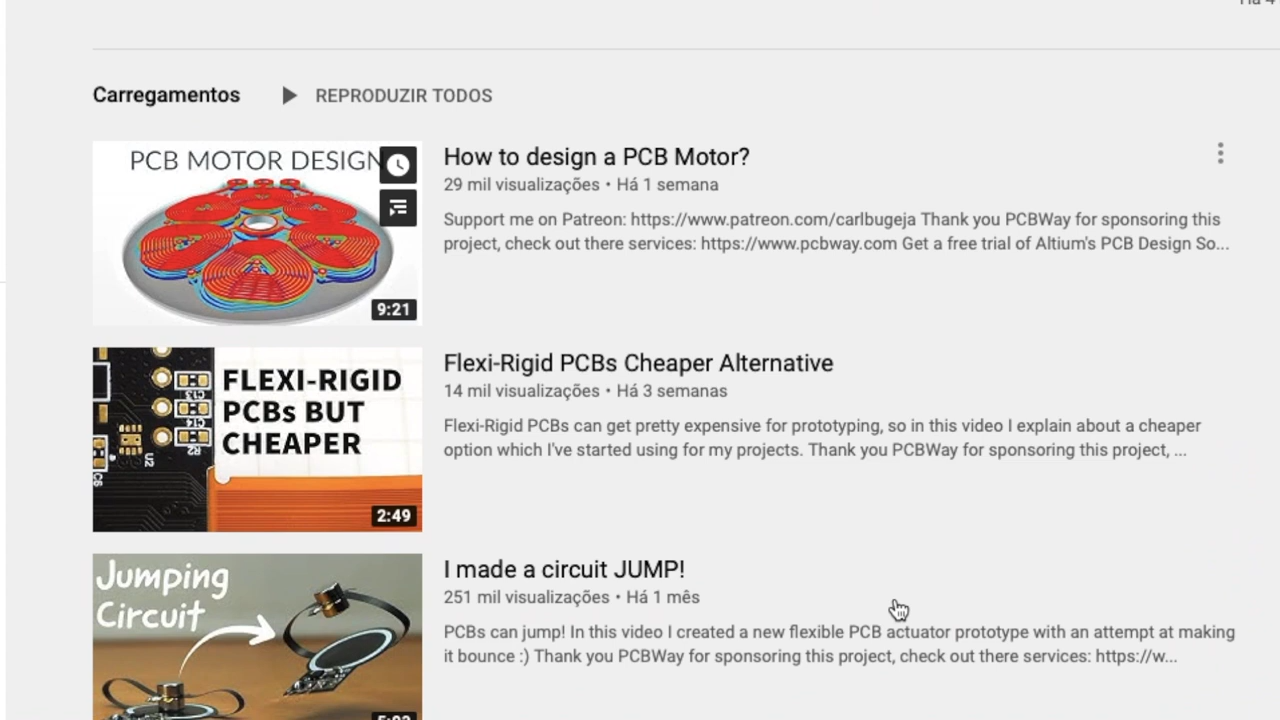 Carregamentos
REPRODUZIR TODOS
PCB MOTOR DESIGN
9:21
How to design a PCB Motor?
29 mil visualizações • Há 1 semana
Support me on Patreon: https://www.patreon.com/carlbugeja Thank you PCBWay for sponsoring this
project, check out there services: https://www.pcbway.com Get a free trial of Altium's PCB Design So...
FLEXI-RIGID
PCBs BUT
CHEAPER
C13
C14
R2
U2
C6
2:49
Flexi-Rigid PCBs Cheaper Alternative
14 mil visualizações • Há 3 semanas
Flexi-Rigid PCBs can get pretty expensive for prototyping, so in this video I explain about a cheaper
option which I've started using for my projects. Thank you PCBWay for sponsoring this project, ...
Jumping
Circuit
I made a circuit JUMP!
251 mil visualizações • Há 1 mês
PCBs can jump! In this video I created a new flexible PCB actuator prototype with an attempt at making
it bounce :) Thank you PCBWay for sponsoring this project, check out there services: https://w...